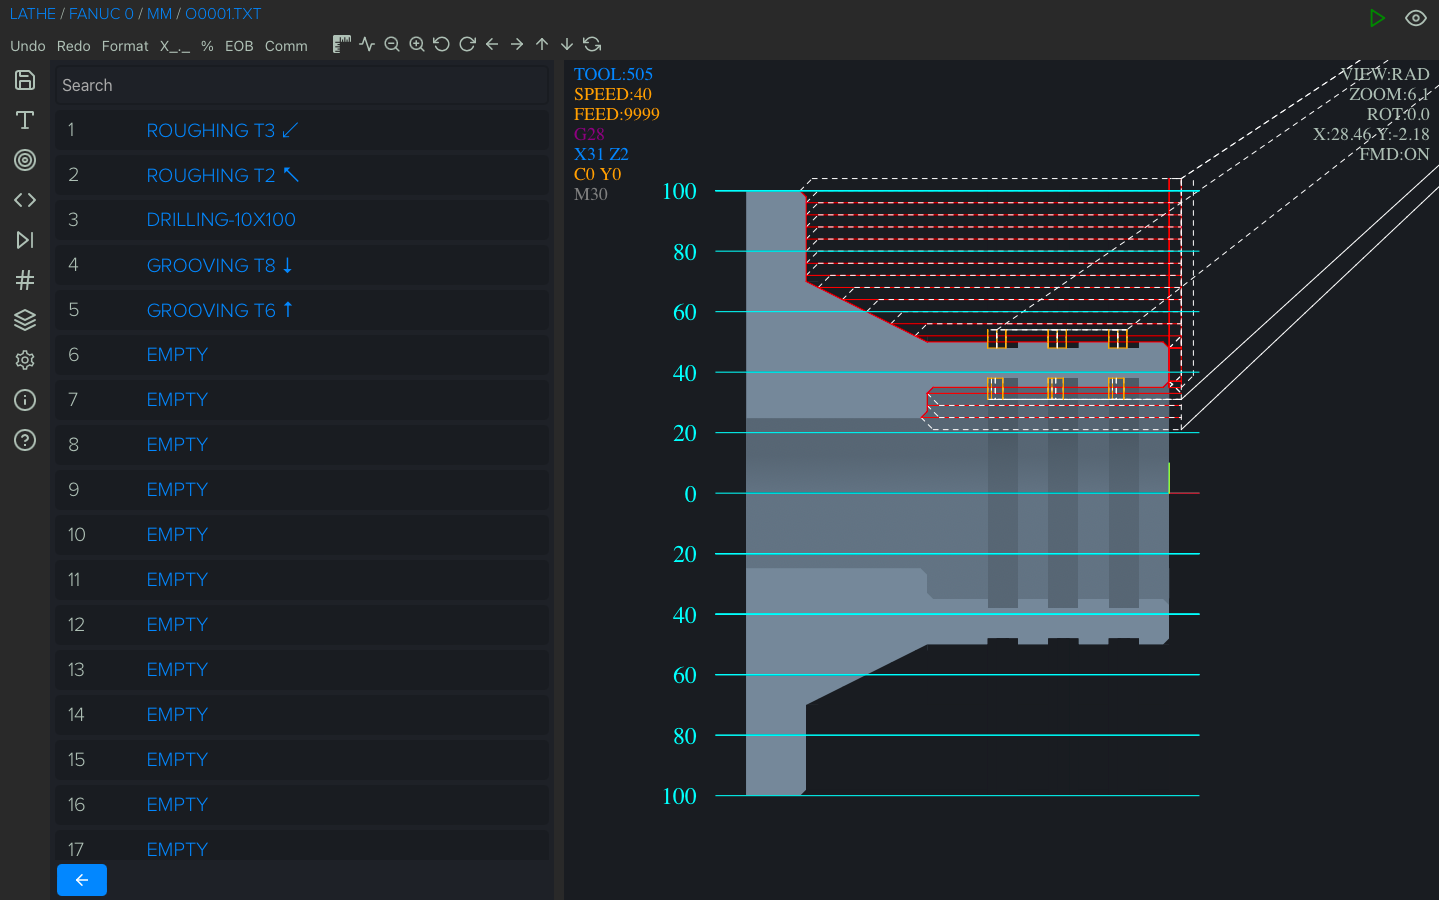 LATHE / FANUC 0 / MM / O0001.TXT
Undo Redo Format X_._ % EOB Comm
Search
1 ROUGHING T3 ↙
2 ROUGHING T2 ↖
3 DRILLING-10X100
4 GROOVING T8 ↓
5 GROOVING T6 ↑
6 EMPTY
7 EMPTY
8 EMPTY
9 EMPTY
10 EMPTY
11 EMPTY
12 EMPTY
13 EMPTY
14 EMPTY
15 EMPTY
16 EMPTY
17 EMPTY
TOOL:505
SPEED:40
FEED:9999
G28
X31 Z2
C0 Y0
M30
VIEW:RAD
ZOOM:6.1
ROT:0.0
X:28.46 Y:-2.18
FMD:ON
100
80
60
40
20
0
20
40
60
80
100